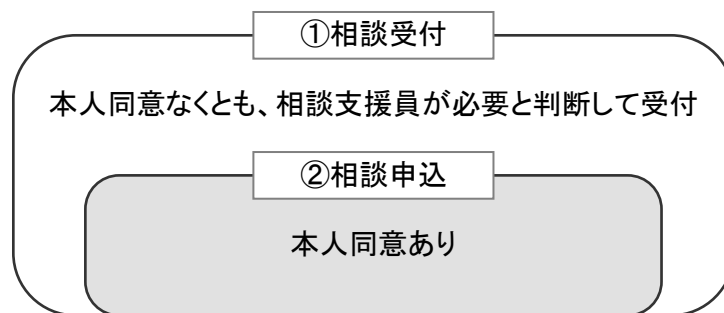 ①相談受付
本人同意なくとも、相談支援員が必要と判断して受付
②相談申込
本人同意あり